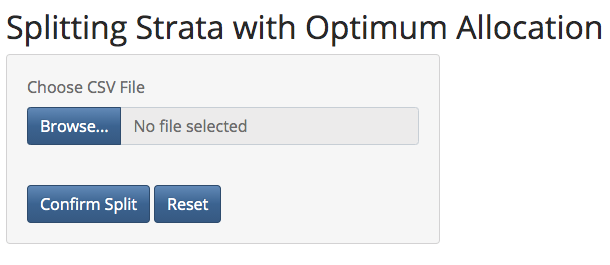 Splitting Strata with Optimum Allocation
Choose CSV File
Browse... No file selected
Confirm Split Reset